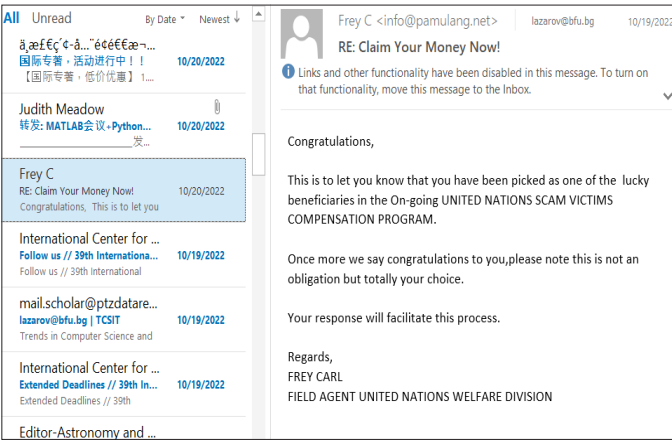 All Unread By Date Newest ↓
国际专著，活动进行中！！ 10/20/2022
【国际专著，低价优惠】 1....
Judith Meadow
转发: MATLAB会议+Python... 10/20/2022
发...
Frey C
RE: Claim Your Money Now! 10/20/2022
Congratulations, This is to let you
International Center for ...
Follow us // 39th Internationa... 10/19/2022
Follow us // 39th International
mail.scholar@ptzdatare...
lazarov@bfu.bg | TCSIT 10/19/2022
Trends in Computer Science and
International Center for ...
Extended Deadlines // 39th In... 10/19/2022
Extended Deadlines // 39th
Editor-Astronomy and ...
Frey C <info@pamulang.net> lazarov@bfu.bg 10/19/2022
RE: Claim Your Money Now!
Links and other functionality have been disabled in this message. To turn on
that functionality, move this message to the Inbox.
Congratulations,
This is to let you know that you have been picked as one of the lucky
beneficiaries in the On-going UNITED NATIONS SCAM VICTIMS
COMPENSATION PROGRAM.
Once more we say congratulations to you,please note this is not an
obligation but totally your choice.
Your response will facilitate this process.
Regards,
FREY CARL
FIELD AGENT UNITED NATIONS WELFARE DIVISION